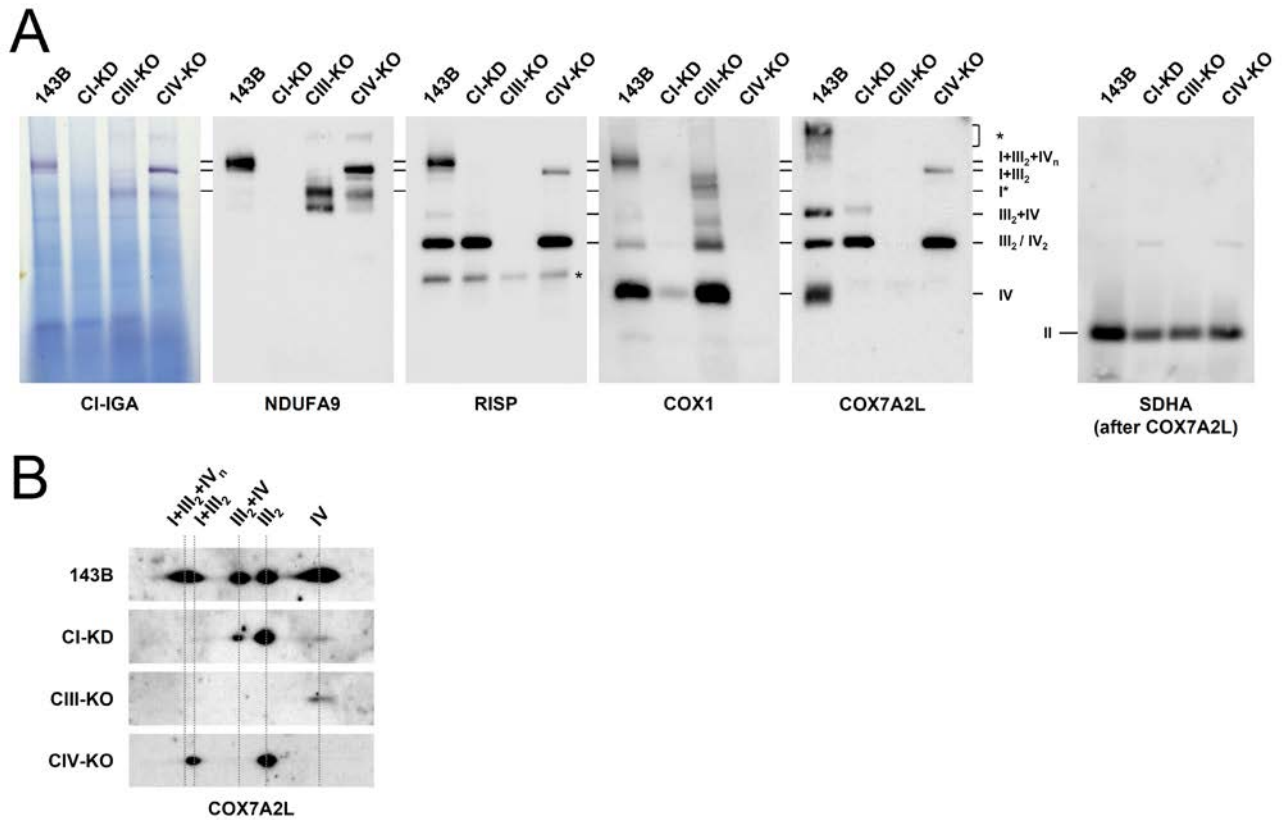 A
143B CI-KD CIII-KO CIV-KO 143B CI-KD CIII-KO CIV-KO 143B CI-KD CIII-KO CIV-KO 143B CI-KD CIII-KO CIV-KO 143B CI-KD CIII-KO CIV-KO 143B CI-KD CIII-KO CIV-KO
*
I+III₂+IVₙ
I+III₂
I*
III₂+IV
III₂ / IV₂
*
IV
II
CI-IGA NDUFA9 RISP COX1 COX7A2L SDHA
(after COX7A2L)
B
I+III₂+IVₙ I+III₂ III₂+IV III₂ IV
143B
CI-KD
CIII-KO
CIV-KO
COX7A2L